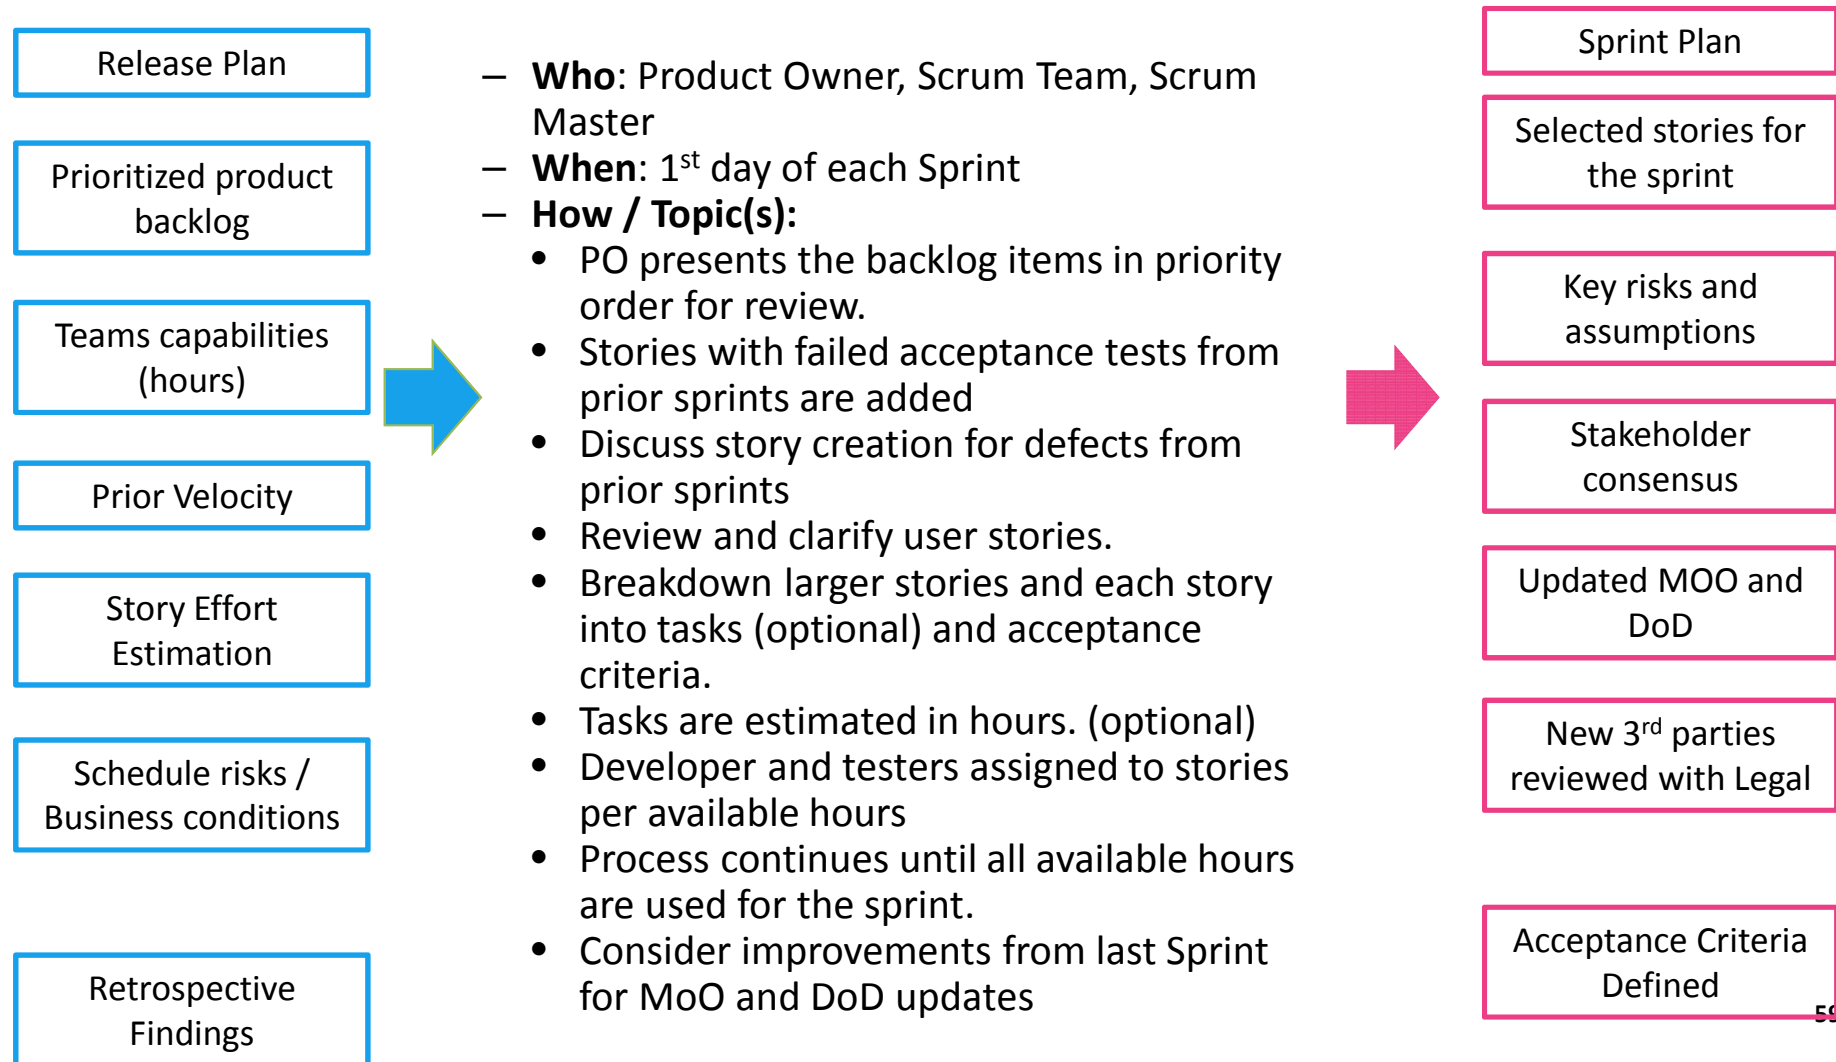 Release Plan
Prioritized product
backlog
Teams capabilities
(hours)
Prior Velocity
Story Effort
Estimation
Schedule risks /
Business conditions
Retrospective
Findings
– Who: Product Owner, Scrum Team, Scrum
Master
– When: 1st day of each Sprint
– How / Topic(s):
• PO presents the backlog items in priority
order for review.
• Stories with failed acceptance tests from
prior sprints are added
• Discuss story creation for defects from
prior sprints
• Review and clarify user stories.
• Breakdown larger stories and each story
into tasks (optional) and acceptance
criteria.
• Tasks are estimated in hours. (optional)
• Developer and testers assigned to stories
per available hours
• Process continues until all available hours
are used for the sprint.
• Consider improvements from last Sprint
for MoO and DoD updates
Sprint Plan
Selected stories for
the sprint
Key risks and
assumptions
Stakeholder
consensus
Updated MOO and
DoD
New 3rd parties
reviewed with Legal
Acceptance Criteria
Defined